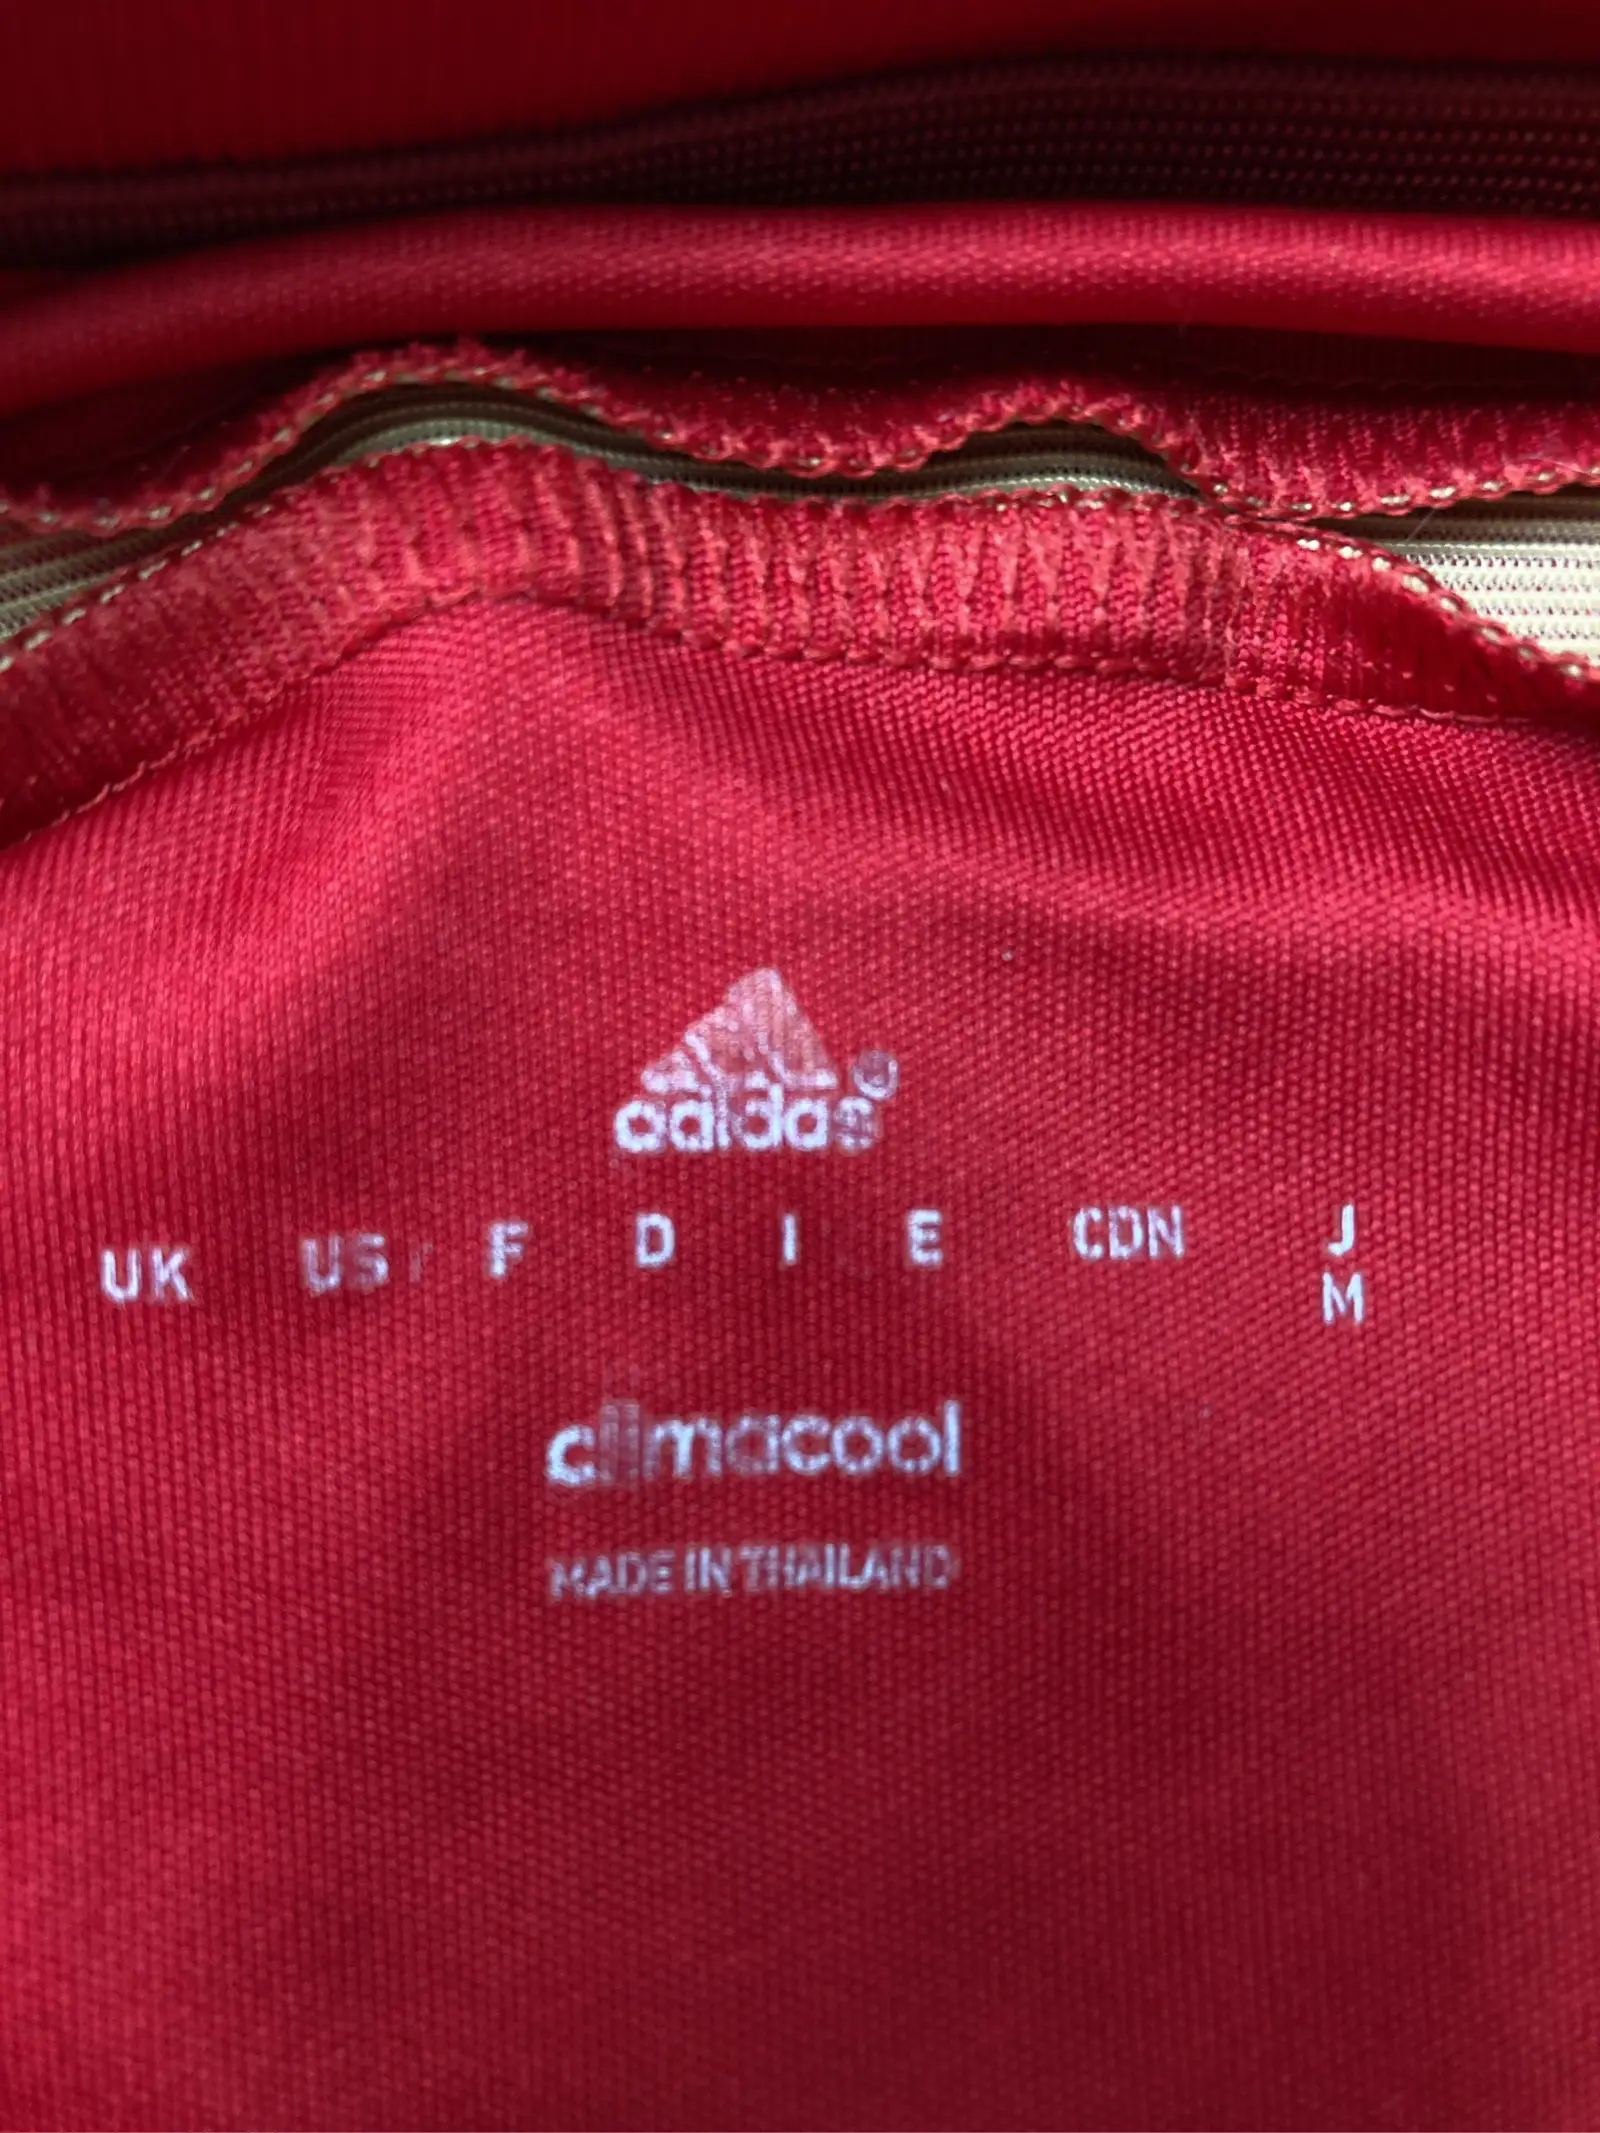 adidas®
UK US F D I E CDN J
M
climacool
MADE IN THAILAND